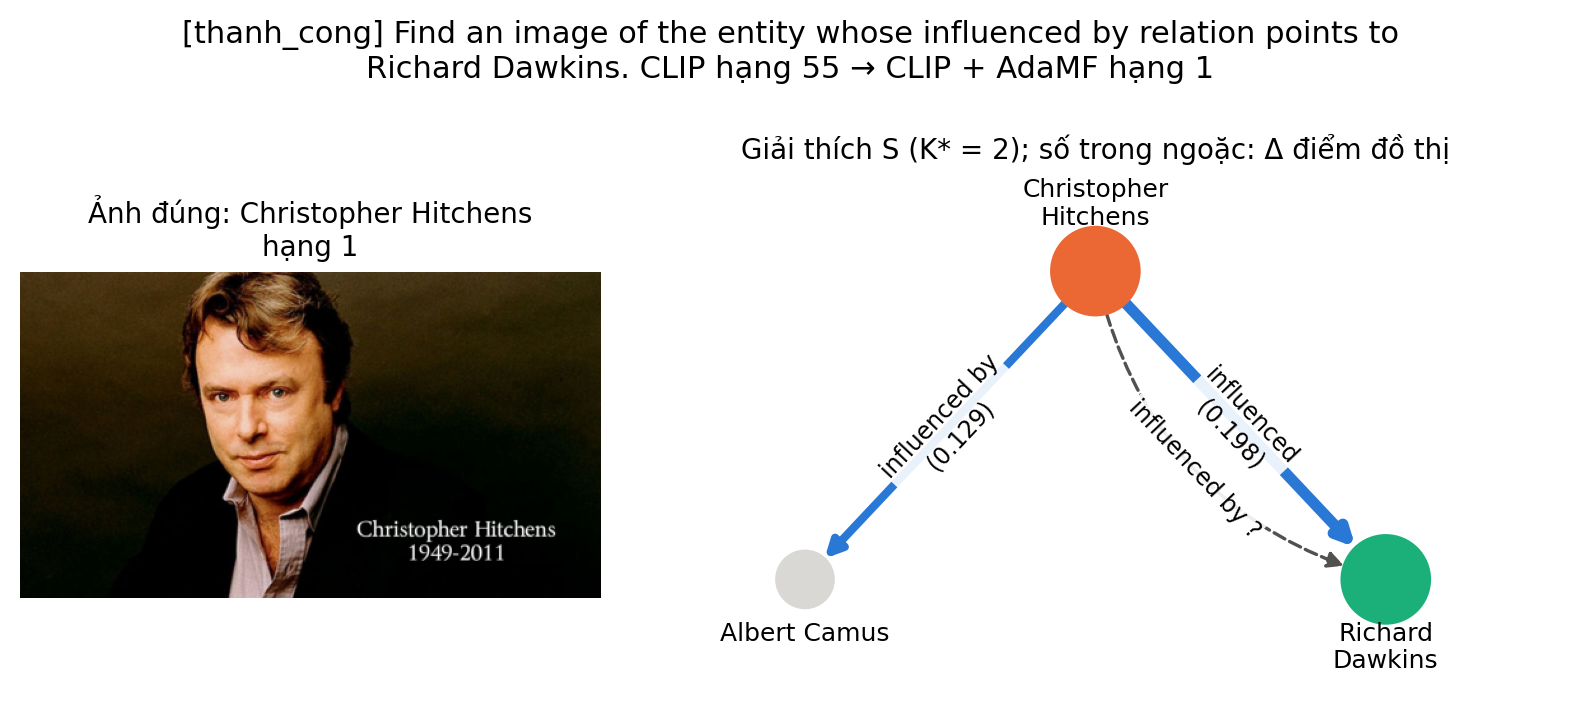 [thanh_cong] Find an image of the entity whose influenced by relation points to
Richard Dawkins. CLIP hạng 55 → CLIP + AdaMF hạng 1
Ảnh đúng: Christopher Hitchens
hạng 1
Christopher Hitchens
1949-2011
Giải thích S (K* = 2); số trong ngoặc: Δ điểm đồ thị
Christopher
Hitchens
influenced by
(0.129)
influenced
(0.198)
influenced by ?
Albert Camus
Richard
Dawkins